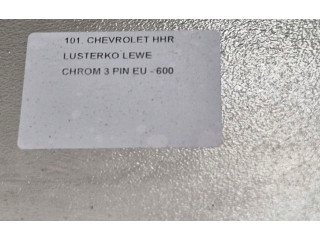 101. CHEVROLET HHR
LUSTERKO LEWE
CHROM 3 PIN EU - 600